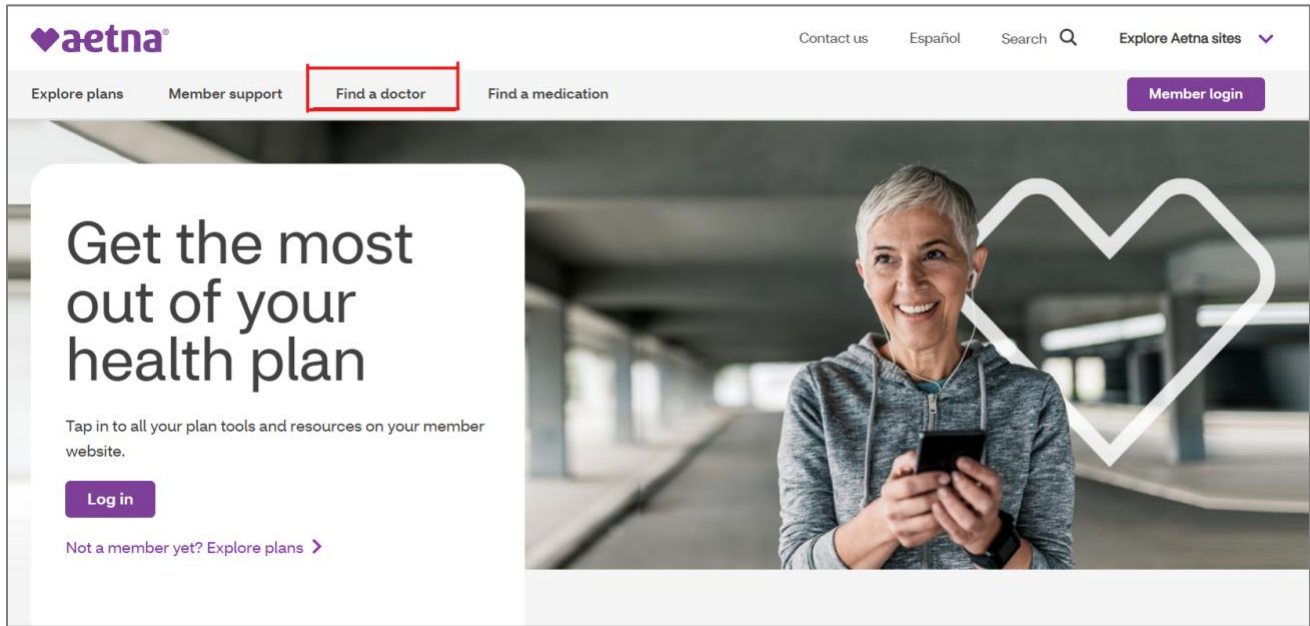 aetna®
Contact us Español Search Explore Aetna sites
Explore plans Member support Find a doctor Find a medication Member login
Get the most
out of your
health plan
Tap in to all your plan tools and resources on your member
website.
Log in
Not a member yet? Explore plans